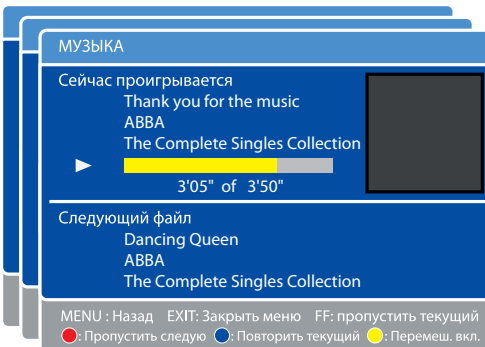 МУЗЫКА
Сейчас проигрывается
Thank you for the music
ABBA
The Complete Singles Collection
3'05" of 3'50"
Следующий файл
Dancing Queen
ABBA
The Complete Singles Collection
MENU : Назад EXIT: Закрыть меню FF: пропустить текущий
: Пропустить следую : Повторить текущий : Перемеш. вкл.